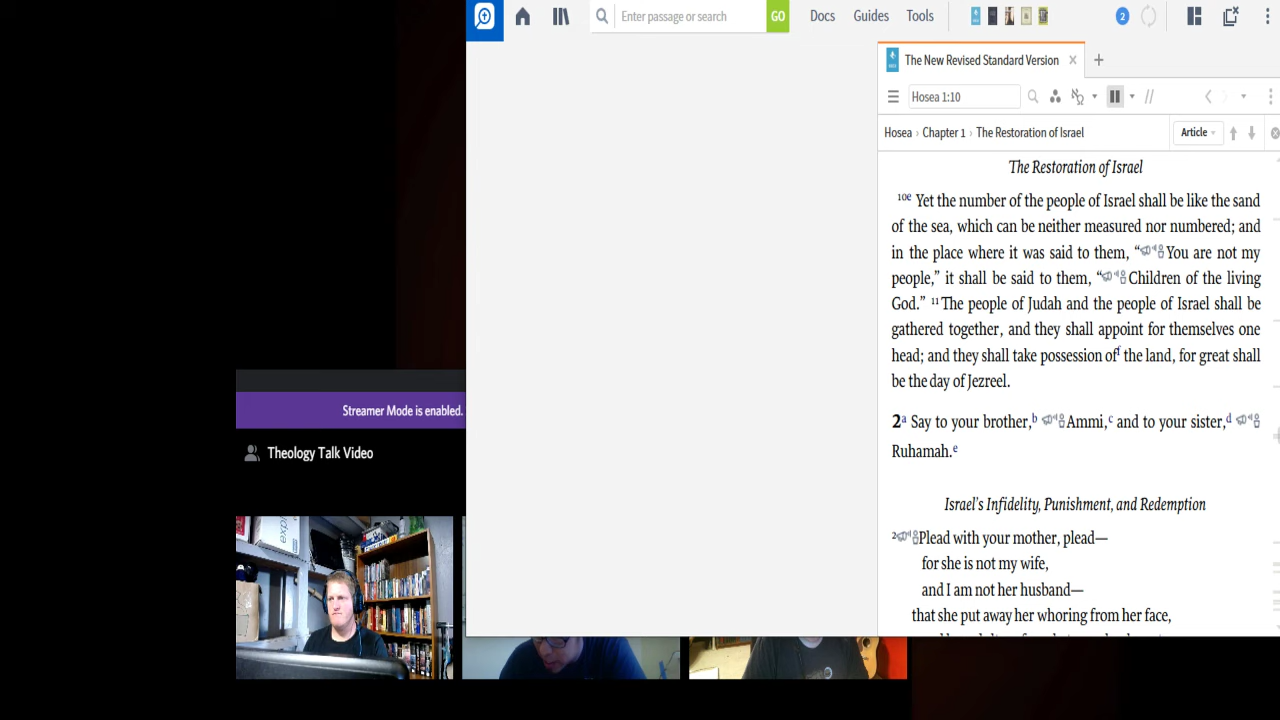 Enter passage or search
GO
Docs
Guides
Tools
2
The New Revised Standard Version
Hosea 1:10
Hosea › Chapter 1 › The Restoration of Israel
Article
The Restoration of Israel
10e Yet the number of the people of Israel shall be like the sand
of the sea, which can be neither measured nor numbered; and
in the place where it was said to them, “You are not my
people,” it shall be said to them, “Children of the living
God.” 11 The people of Judah and the people of Israel shall be
gathered together, and they shall appoint for themselves one
head; and they shall take possession off the land, for great shall
be the day of Jezreel.
2a Say to your brother,b Ammi,c and to your sister,d
Ruhamah.e
Israel’s Infidelity, Punishment, and Redemption
2 Plead with your mother, plead—
for she is not my wife,
and I am not her husband—
that she put away her whoring from her face,
Streamer Mode is enabled.
Theology Talk Video